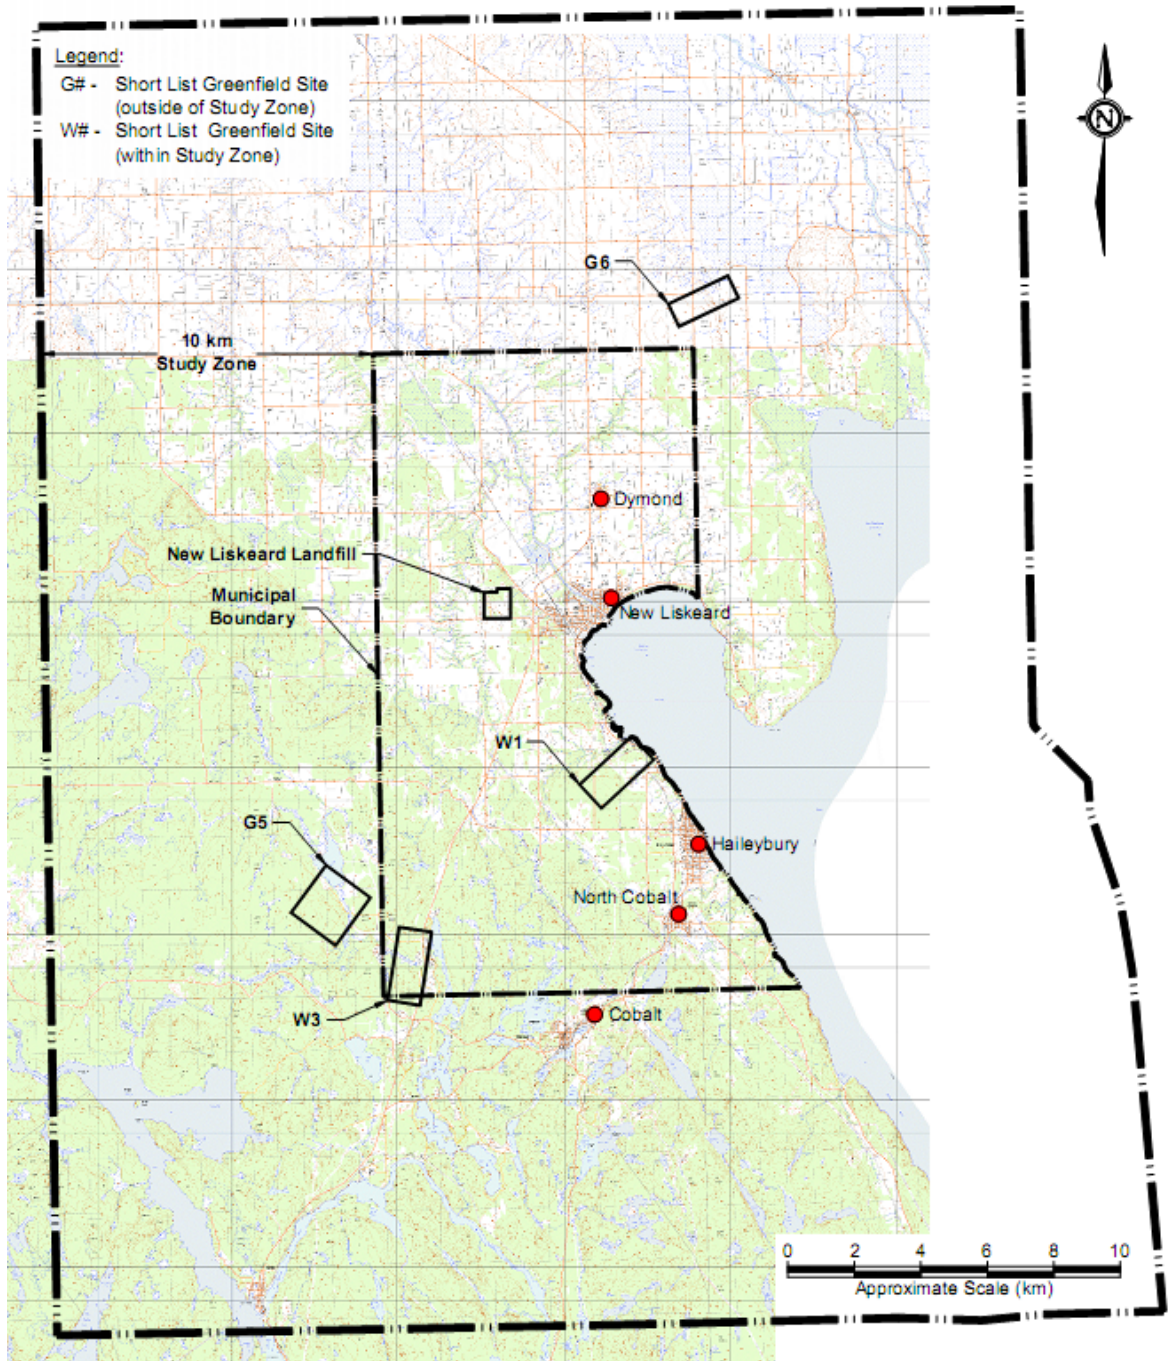 Legend:
G# - Short List Greenfield Site
(outside of Study Zone)
W# - Short List Greenfield Site
(within Study Zone)
N
G6
10 km
Study Zone
Dymond
New Liskeard Landfill
Municipal
Boundary
New Liskeard
W1
G5
Haileybury
North Cobalt
W3
Cobalt
0 2 4 6 8 10
Approximate Scale (km)